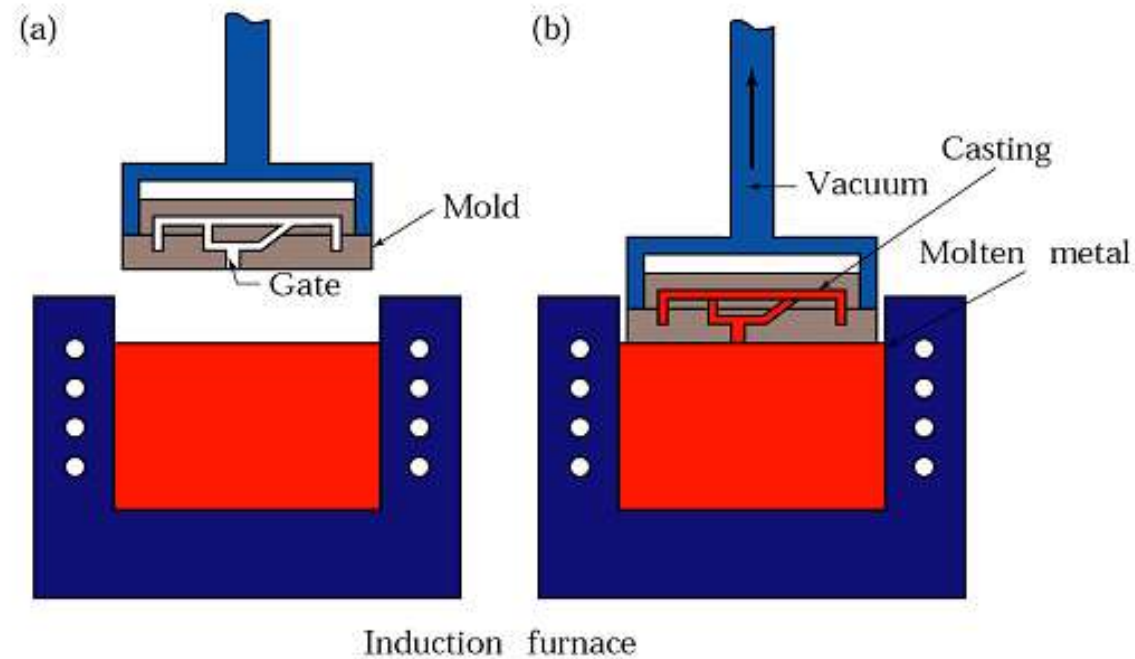 (a)
(b)
Casting
Vacuum
Mold
Molten metal
Gate
Induction furnace